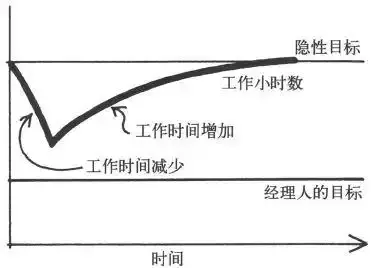 隐性目标
工作小时数
工作时间增加
工作时间减少
经理人的目标
时间